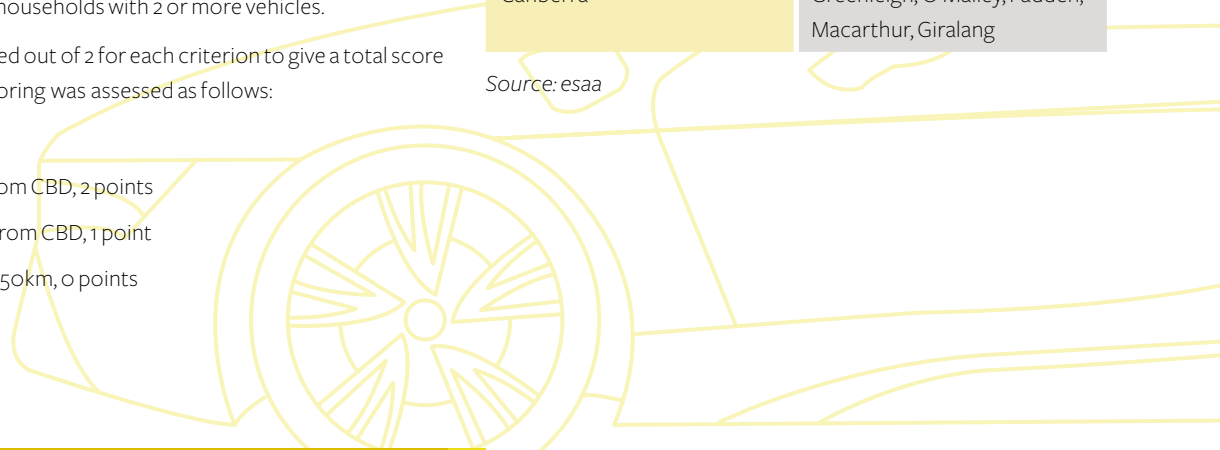 households with 2 or more vehicles.
ed out of 2 for each criterion to give a total score
oring was assessed as follows:
om CBD, 2 points
rom CBD, 1 point
50km, 0 points
Canberra
Greenleigh, O'Malley, Fadden,
Macarthur, Giralang
Source: esaa